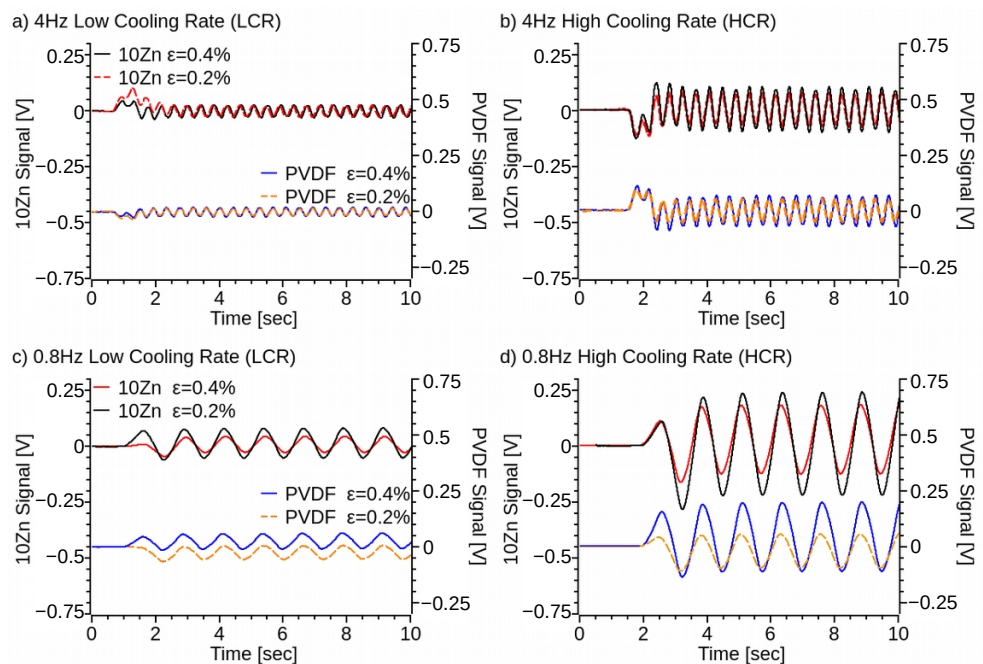 a) 4Hz Low Cooling Rate (LCR)
0.25
0
−0.25
−0.5
−0.75
10Zn Signal [V]
10Zn ε=0.4%
10Zn ε=0.2%
PVDF ε=0.4%
PVDF ε=0.2%
0.75
0.5
0.25
0
−0.25
PVDF Signal [V]
0 2 4 6 8 10
Time [sec]
b) 4Hz High Cooling Rate (HCR)
0.25
0
−0.25
−0.5
−0.75
10Zn Signal [V]
0.75
0.5
0.25
0
−0.25
PVDF Signal [V]
0 2 4 6 8 10
Time [sec]
c) 0.8Hz Low Cooling Rate (LCR)
0.25
0
−0.25
−0.5
−0.75
10Zn Signal [V]
10Zn ε=0.4%
10Zn ε=0.2%
PVDF ε=0.4%
PVDF ε=0.2%
0.75
0.5
0.25
0
−0.25
PVDF Signal [V]
0 2 4 6 8 10
Time [sec]
d) 0.8Hz High Cooling Rate (HCR)
0.25
0
−0.25
−0.5
−0.75
10Zn Signal [V]
0.75
0.5
0.25
0
−0.25
PVDF Signal [V]
0 2 4 6 8 10
Time [sec]